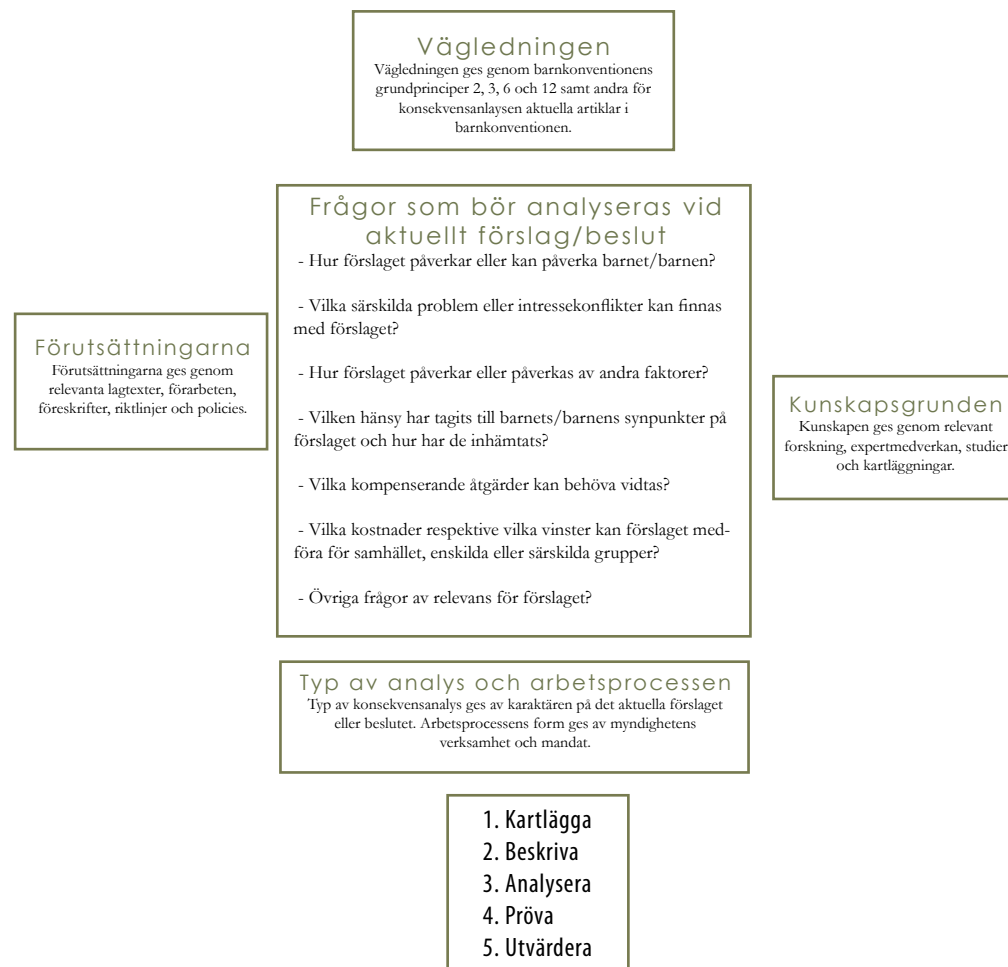 Vägledningen
Vägledningen ges genom barnkonventionens
grundprinciper 2, 3, 6 och 12 samt andra för
konsekvensanlaysen aktuella artiklar i
barnkonventionen.
Frågor som bör analyseras vid
aktuellt förslag/beslut
- Hur förslaget påverkar eller kan påverka barnet/barnen?
- Vilka särskilda problem eller intressekonflikter kan finnas
med förslaget?
- Hur förslaget påverkar eller påverkas av andra faktorer?
- Vilken hänsy har tagits till barnets/barnens synpunkter på
förslaget och hur har de inhämtats?
- Vilka kompenserande åtgärder kan behöva vidtas?
- Vilka kostnader respektive vilka vinster kan förslaget med-
föra för samhället, enskilda eller särskilda grupper?
- Övriga frågor av relevans för förslaget?
Förutsättningarna
Förutsättningarna ges genom
relevanta lagtexter, förarbeten,
föreskrifter, riktlinjer och policies.
Kunskapsgrunden
Kunskapen ges genom relevant
forskning, expertmedverkan, studier
och kartläggningar.
Typ av analys och arbetsprocessen
Typ av konsekvensanalys ges av karaktären på det aktuella förslaget
eller beslutet. Arbetsprocessens form ges av myndighetens
verksamhet och mandat.
1. Kartlägga
2. Beskriva
3. Analysera
4. Pröva
5. Utvärdera